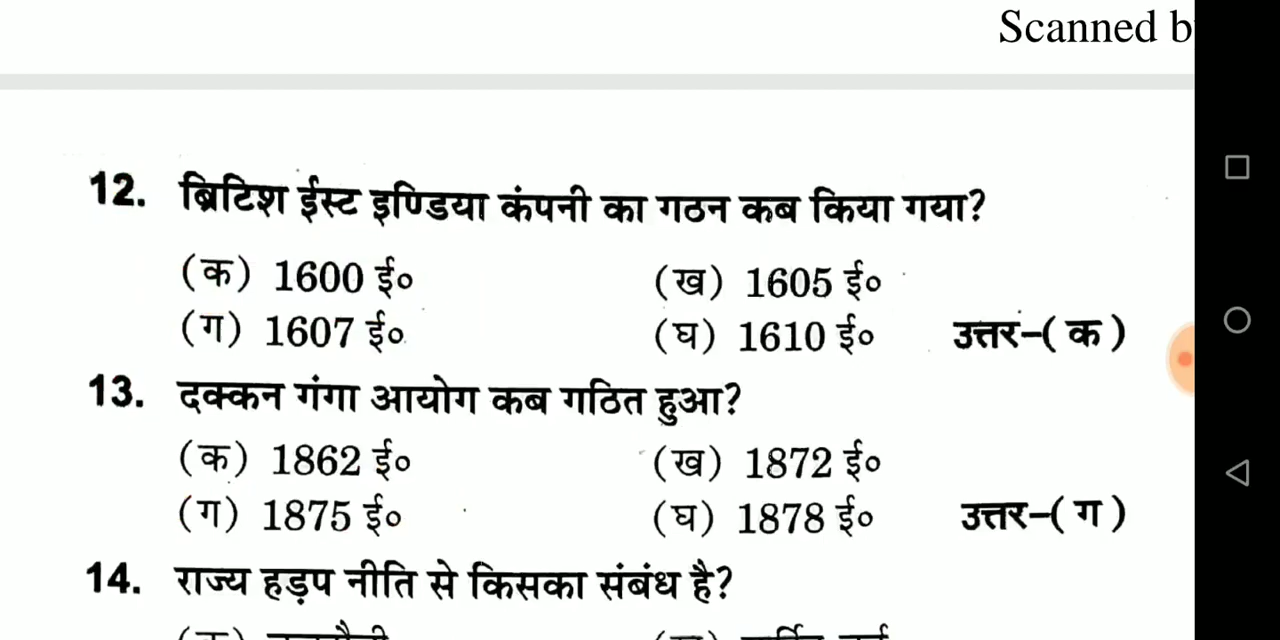 Scanned b
12. ब्रिटिश ईस्ट इण्डिया कंपनी का गठन कब किया गया?
(क) 1600 ई० (ख) 1605 ई०
(ग) 1607 ई० (घ) 1610 ई० उत्तर–( क )
13. दक्कन गंगा आयोग कब गठित हुआ?
(क) 1862 ई० (ख) 1872 ई०
(ग) 1875 ई० (घ) 1878 ई० उत्तर–( ग )
14. राज्य हड़प नीति से किसका संबंध है?